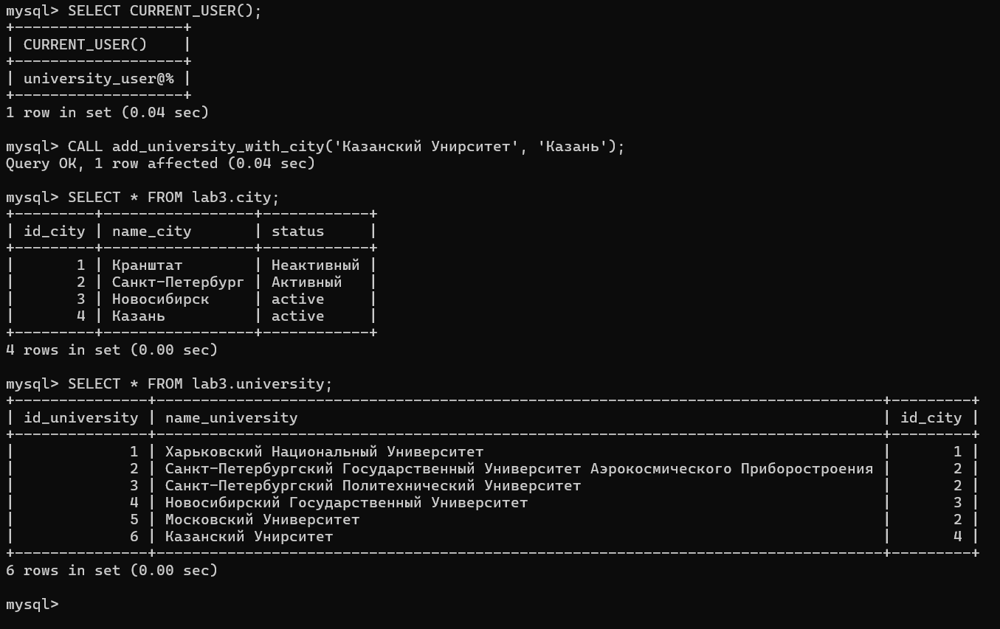 mysql> SELECT CURRENT_USER();
+-------------------+
| CURRENT_USER()    |
+-------------------+
| university_user@% |
+-------------------+
1 row in set (0.04 sec)

mysql> CALL add_university_with_city('Казанский Унирситет', 'Казань');
Query OK, 1 row affected (0.04 sec)

mysql> SELECT * FROM lab3.city;
+---------+-----------------+------------+
| id_city | name_city       | status     |
+---------+-----------------+------------+
|       1 | Кранштат        | Неактивный |
|       2 | Санкт-Петербург | Активный   |
|       3 | Новосибирск     | active     |
|       4 | Казань          | active     |
+---------+-----------------+------------+
4 rows in set (0.00 sec)

mysql> SELECT * FROM lab3.university;
+---------------+----------------------------------------------------------------------------------+---------+
| id_university | name_university                                                                  | id_city |
+---------------+----------------------------------------------------------------------------------+---------+
|             1 | Харьковский Национальный Университет                                             |       1 |
|             2 | Санкт-Петербургский Государственный Университет Аэрокосмического Приборостроения |       2 |
|             3 | Санкт-Петербургский Политехнический Университет                                  |       2 |
|             4 | Новосибирский Государственный Университет                                        |       3 |
|             5 | Московский Университет                                                           |       2 |
|             6 | Казанский Унирситет                                                              |       4 |
+---------------+----------------------------------------------------------------------------------+---------+
6 rows in set (0.00 sec)

mysql>